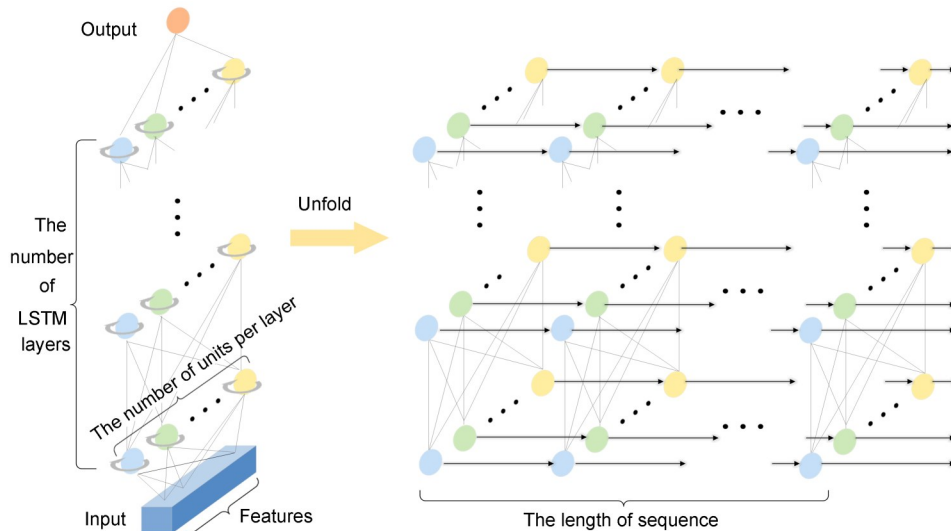 Output
Unfold
The
number
of
LSTM
layers
The number of units per layer
Input
Features
The length of sequence